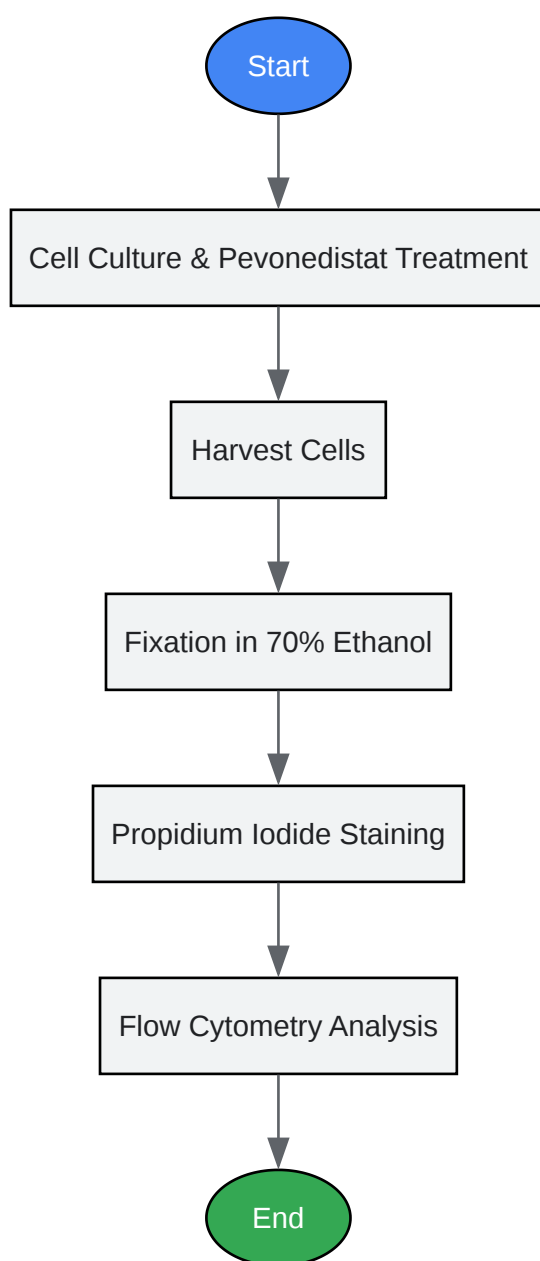 Start
Cell Culture & Pevonedistat Treatment
Harvest Cells
Fixation in 70% Ethanol
Propidium Iodide Staining
Flow Cytometry Analysis
End